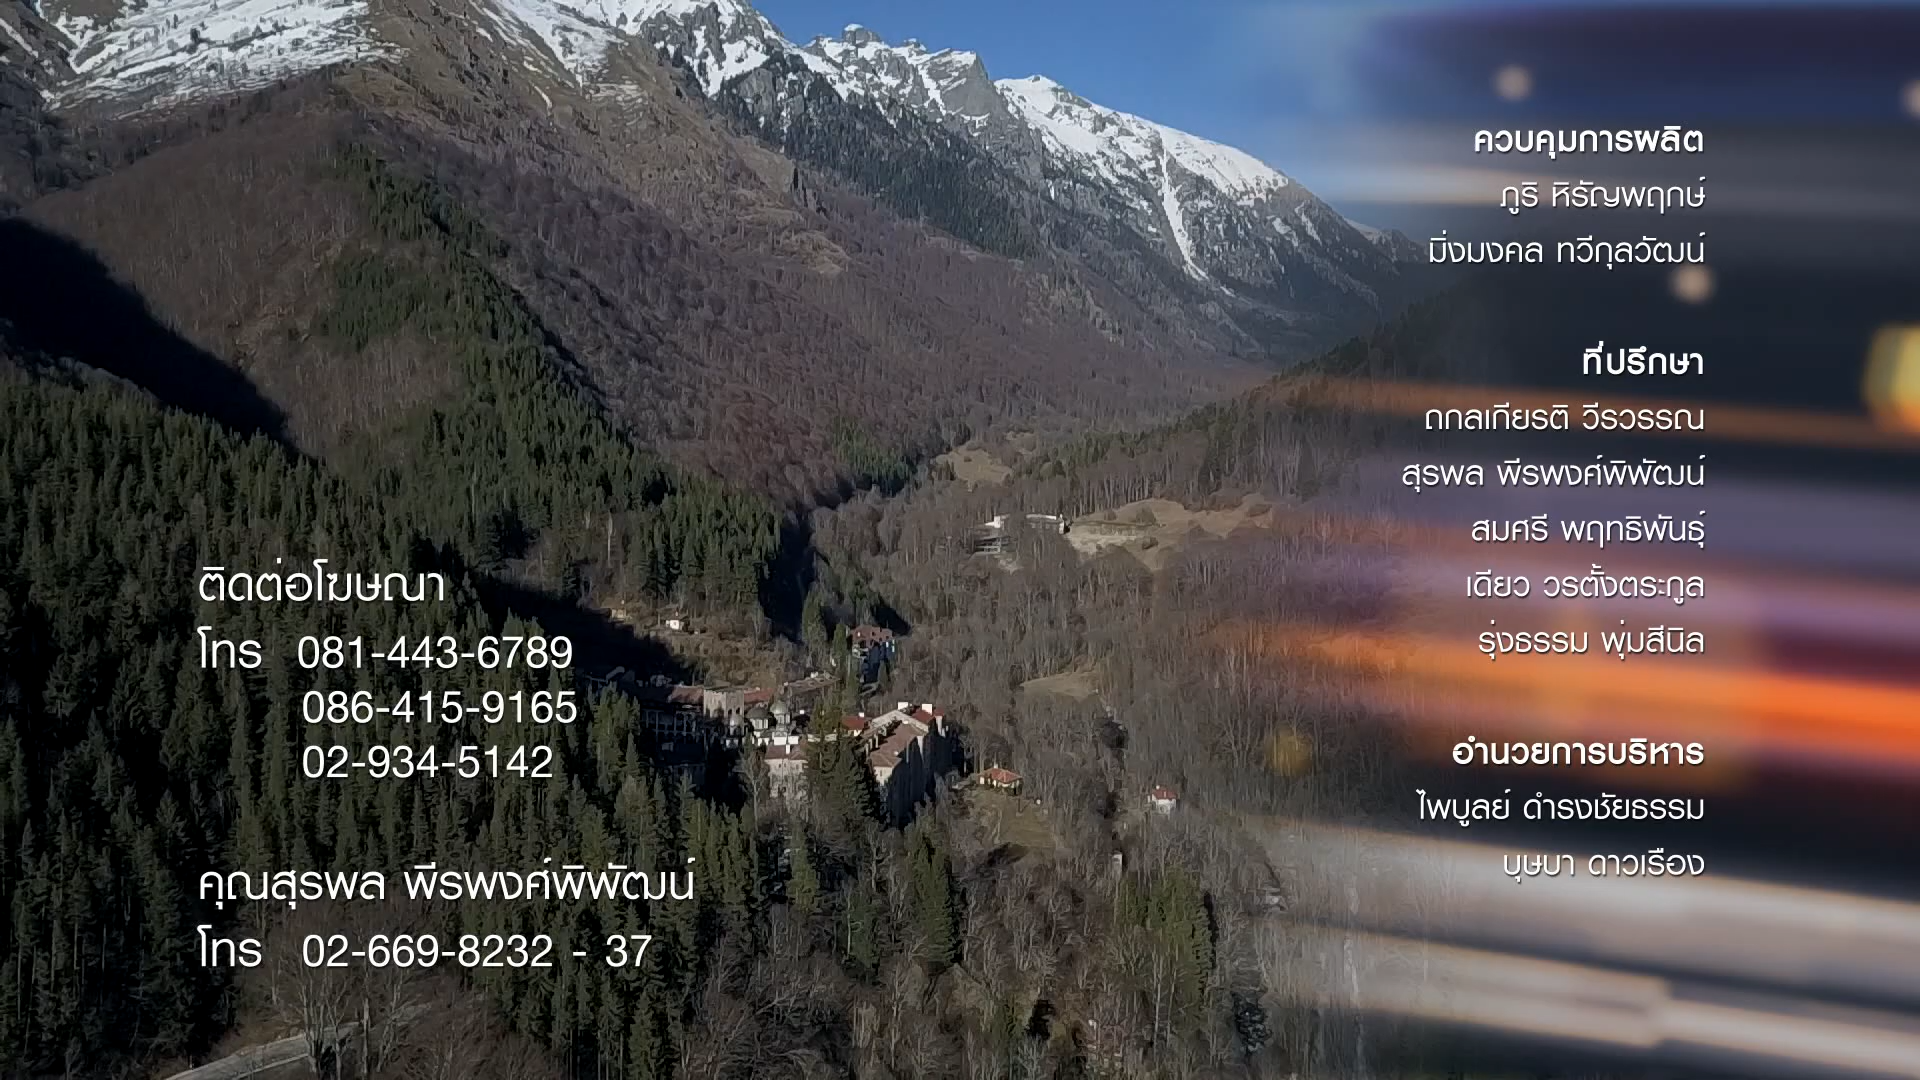 ติดต่อโฆษณา
โทร 081-443-6789
086-415-9165
02-934-5142
คุณสุรพล พีรพงศ์พิพัฒน์
โทร 02-669-8232 - 37
ควบคุมการผลิต
ภูริ หิรัญพฤกษ์
มิ่งมงคล ทวีกุลวัฒน์
ที่ปรึกษา
ถกลเกียรติ วีรวรรณ
สุรพล พีรพงศ์พิพัฒน์
สมศรี พฤทธิพันธุ์
เดียว วรตั้งตระกูล
รุ่งธรรม พุ่มสีนิล
อำนวยการบริหาร
ไพบูลย์ ดำรงชัยธรรม
บุษบา ดาวเรือง